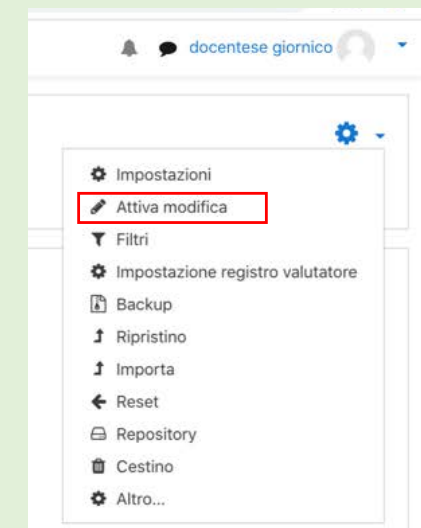 docentese giornico
Impostazioni
Attiva modifica
Filtri
Impostazione registro valutatore
Backup
Ripristino
Importa
Reset
Repository
Cestino
Altro...